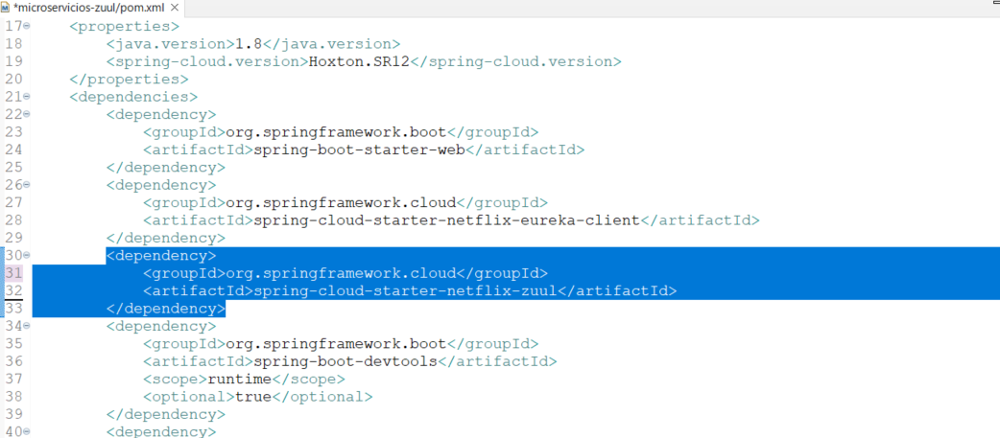 *microservicios-zuul/pom.xml
17 <properties>
18 <java.version>1.8</java.version>
19 <spring-cloud.version>Hoxton.SR12</spring-cloud.version>
20 </properties>
21 <dependencies>
22 <dependency>
23 <groupId>org.springframework.boot</groupId>
24 <artifactId>spring-boot-starter-web</artifactId>
25 </dependency>
26 <dependency>
27 <groupId>org.springframework.cloud</groupId>
28 <artifactId>spring-cloud-starter-netflix-eureka-client</artifactId>
29 </dependency>
30 <dependency>
31 <groupId>org.springframework.cloud</groupId>
32 <artifactId>spring-cloud-starter-netflix-zuul</artifactId>
33 </dependency>
34 <dependency>
35 <groupId>org.springframework.boot</groupId>
36 <artifactId>spring-boot-devtools</artifactId>
37 <scope>runtime</scope>
38 <optional>true</optional>
39 </dependency>
40 <dependency>